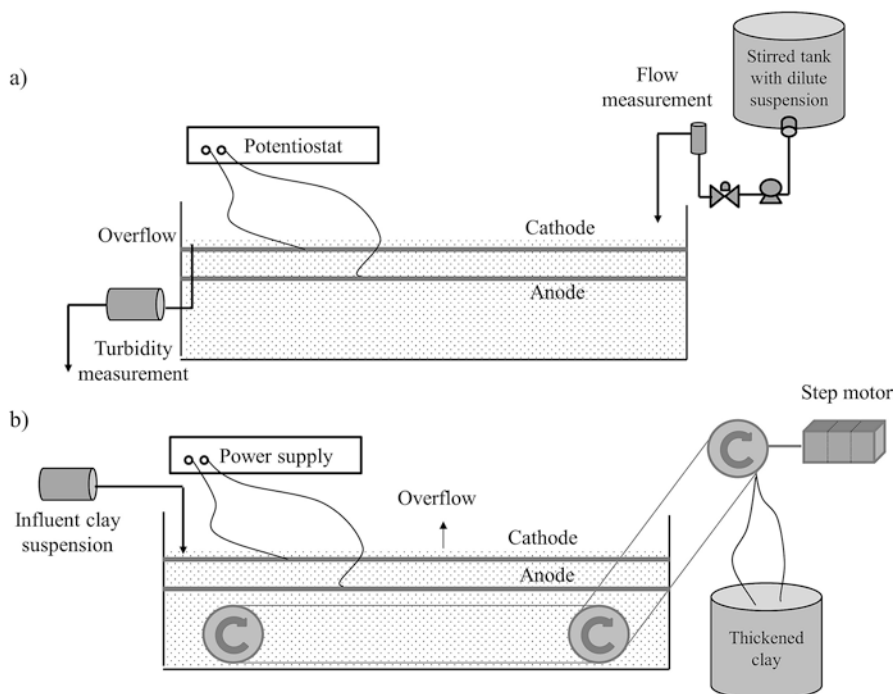 a)
Stirred tank
with dilute
suspension
Flow
measurement
Potentiostat
Overflow
Cathode
Anode
Turbidity
measurement
b)
Step motor
Power supply
Influent clay
suspension
Overflow
Cathode
Anode
Thickened
clay